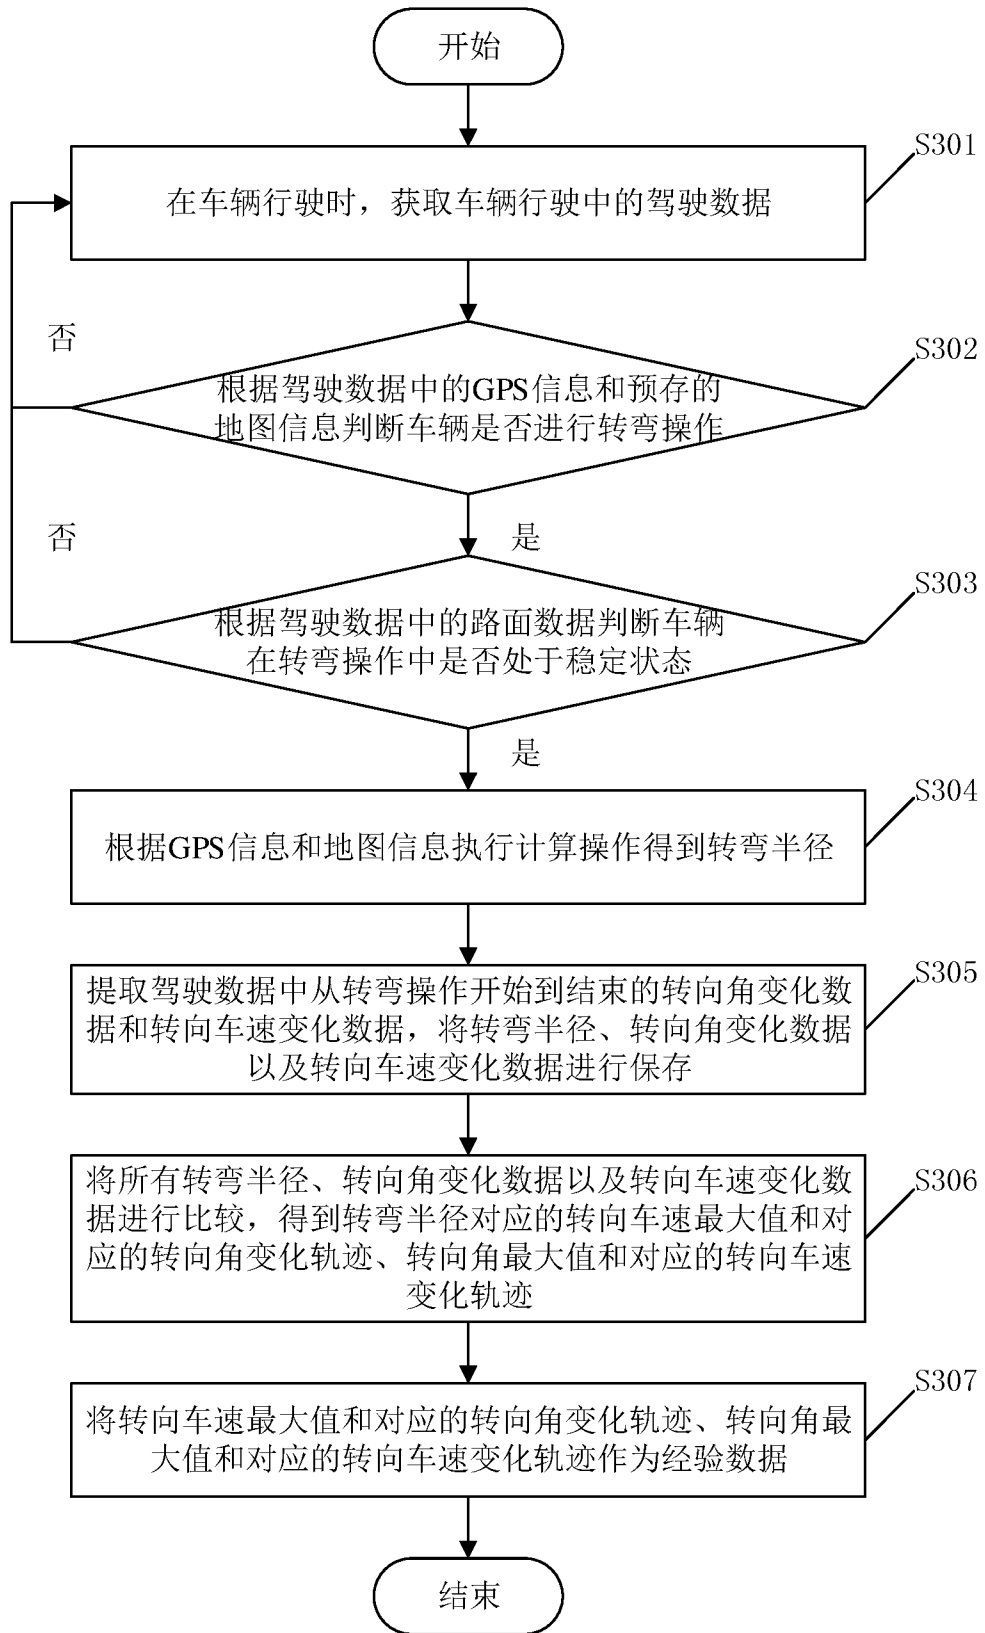 开始
S301
在车辆行驶时，获取车辆行驶中的驾驶数据
否
S302
根据驾驶数据中的GPS信息和预存的
地图信息判断车辆是否进行转弯操作
否
是
S303
根据驾驶数据中的路面数据判断车辆
在转弯操作中是否处于稳定状态
是
S304
根据GPS信息和地图信息执行计算操作得到转弯半径
S305
提取驾驶数据中从转弯操作开始到结束的转向角变化数
据和转向车速变化数据，将转弯半径、转向角变化数据
以及转向车速变化数据进行保存
S306
将所有转弯半径、转向角变化数据以及转向车速变化数
据进行比较，得到转弯半径对应的转向车速最大值和对
应的转向角变化轨迹、转向角最大值和对应的转向车速
变化轨迹
S307
将转向车速最大值和对应的转向角变化轨迹、转向角最
大值和对应的转向车速变化轨迹作为经验数据
结束